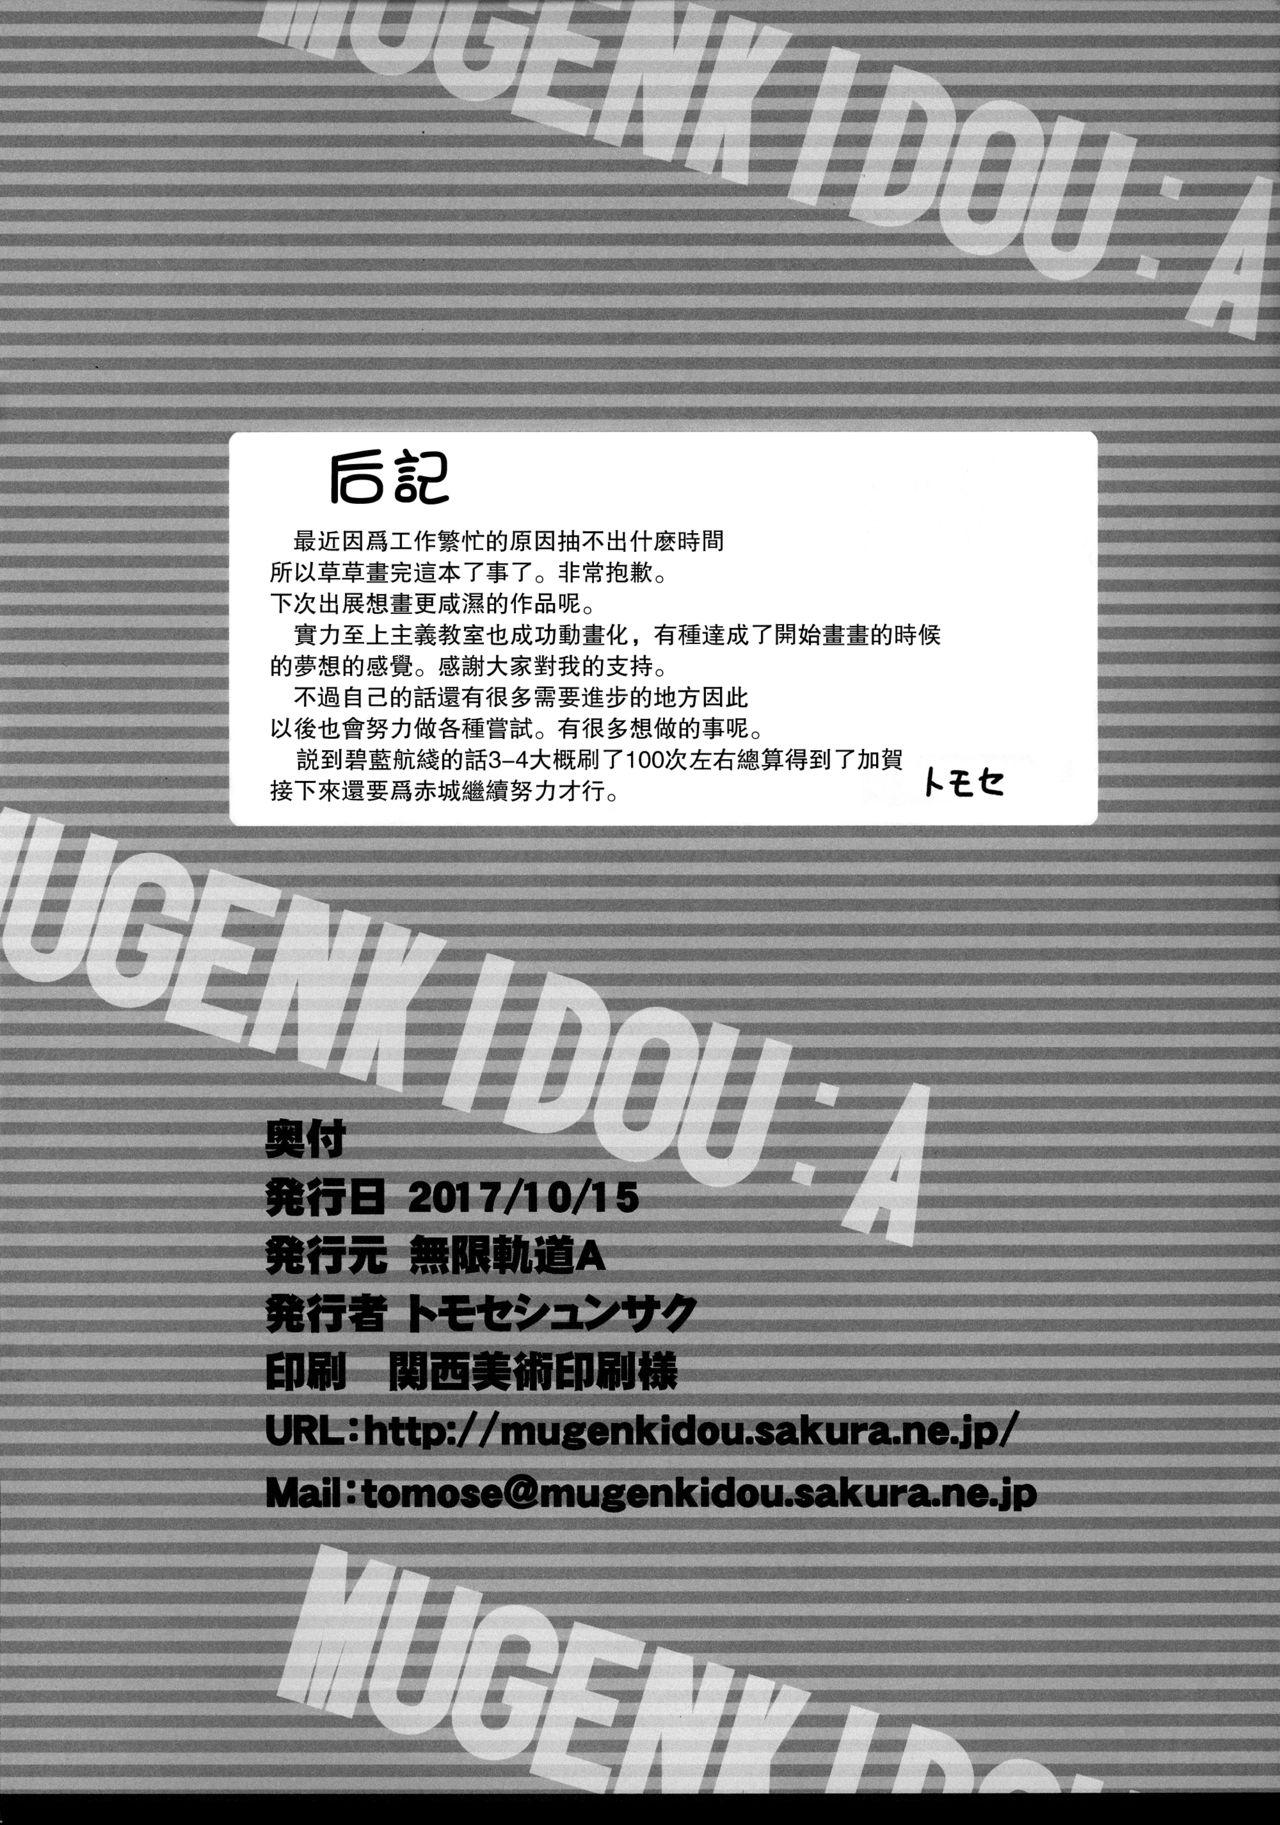 MUGENKIDOU:A
后記
最近因爲工作繁忙的原因抽不出什麽時間
所以草草畫完這本了事了。非常抱歉。
下次出展想畫更咸濕的作品呢。
實力至上主義教室也成功動畫化，有種達成了開始畫畫的時候
的夢想的感覺。感謝大家對我的支持。
不過自己的話還有很多需要進步的地方因此
以後也會努力做各種嘗試。有很多想做的事呢。
説到碧藍航綫的話3-4大概刷了100次左右總算得到了加賀
接下來還要爲赤城繼續努力才行。
トモセ
MUGENKIDOU:A
奥付
発行日 2017/10/15
発行元 無限軌道A
発行者 トモセシュンサク
印刷 関西美術印刷様
URL:http://mugenkidou.sakura.ne.jp/
Mail:tomose@mugenkidou.sakura.ne.jp
MUGENKIDOU